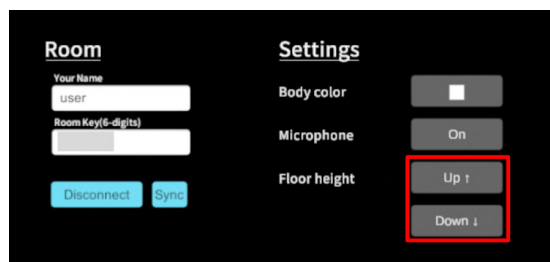 Room
Your Name
user
Room Key(6-digits)
Disconnect
Sync
Settings
Body color
Microphone
On
Floor height
Up ↑
Down ↓